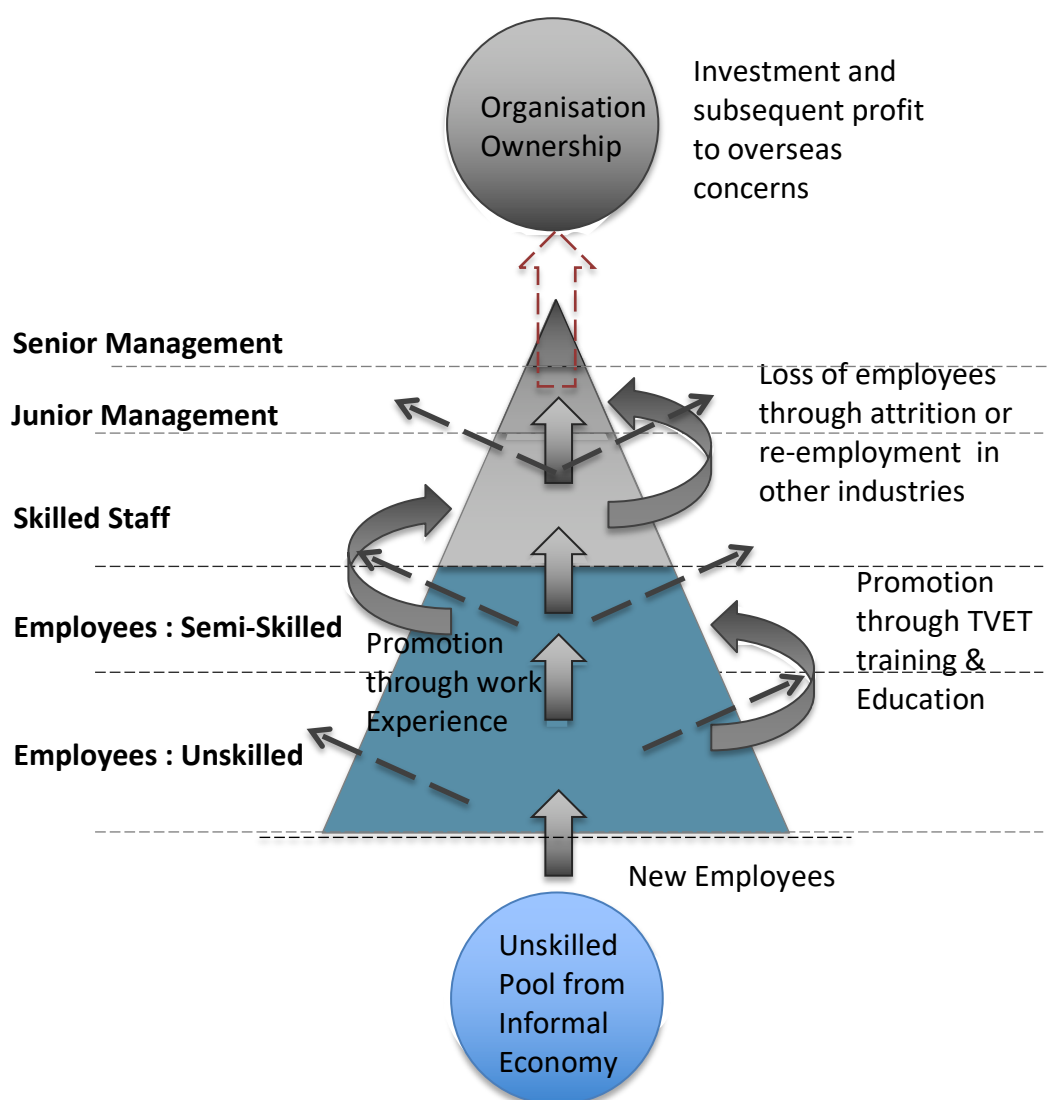 Organisation
Ownership
Investment and
subsequent profit
to overseas
concerns
Senior Management
Junior Management
Loss of employees
through attrition or
re-employment  in
other industries
Skilled Staff
Employees : Semi-Skilled
Promotion
through work
Experience
Promotion
through TVET
training &
Education
Employees : Unskilled
New Employees
Unskilled
Pool from
Informal
Economy